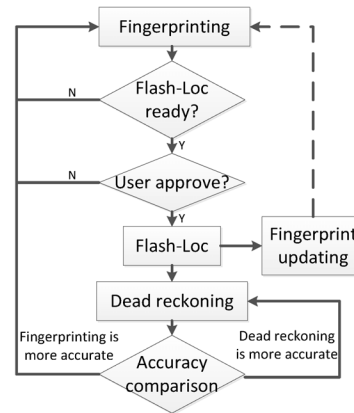 Fingerprinting
N
Flash-Loc
ready?
Y
N
User approve?
Y
Flash-Loc
Fingerprint
updating
Dead reckoning
Fingerprinting is
more accurate
Dead reckoning
is more accurate
Accuracy
comparison